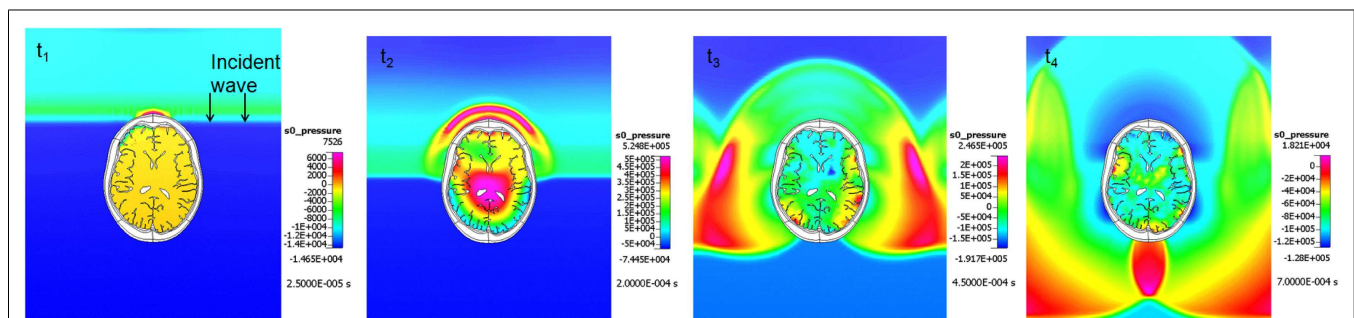 t1
Incident
wave
s0_pressure
7526
6000
4000
2000
0
-2000
-4000
-6000
-8000
-10000
-1.2E+004
-1.4E+004
-1.465E+004
2.5000E-005 s
t2
s0_pressure
5.248E+005
5E+005
4.5E+005
4E+005
3.5E+005
3E+005
2.5E+005
2E+005
1.5E+005
1E+005
5E+004
0
-5E+004
-7.445E+004
2.0000E-004 s
t3
s0_pressure
2.465E+005
2E+005
1.5E+005
1E+005
5E+004
0
-5E+004
-1E+005
-1.5E+005
-1.917E+005
4.5000E-004 s
t4
s0_pressure
1.821E+004
0
-2E+004
-4E+004
-6E+004
-8E+004
-1E+005
-1.2E+005
-1.28E+005
7.0000E-004 s